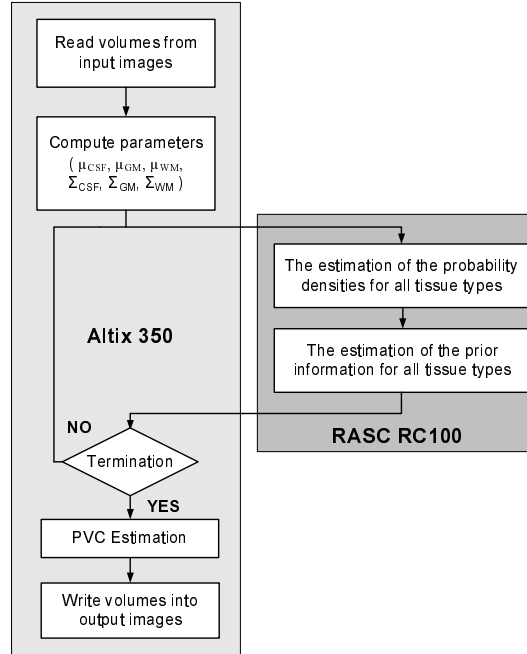 Read volumes from
input images
Compute parameters
( μCSF, μGM, μWM,
ΣCSF, ΣGM, ΣWM )
The estimation of the probability
densities for all tissue types
Altix 350
The estimation of the prior
information for all tissue types
RASC RC100
NO
Termination
YES
PVC Estimation
Write volumes into
output images